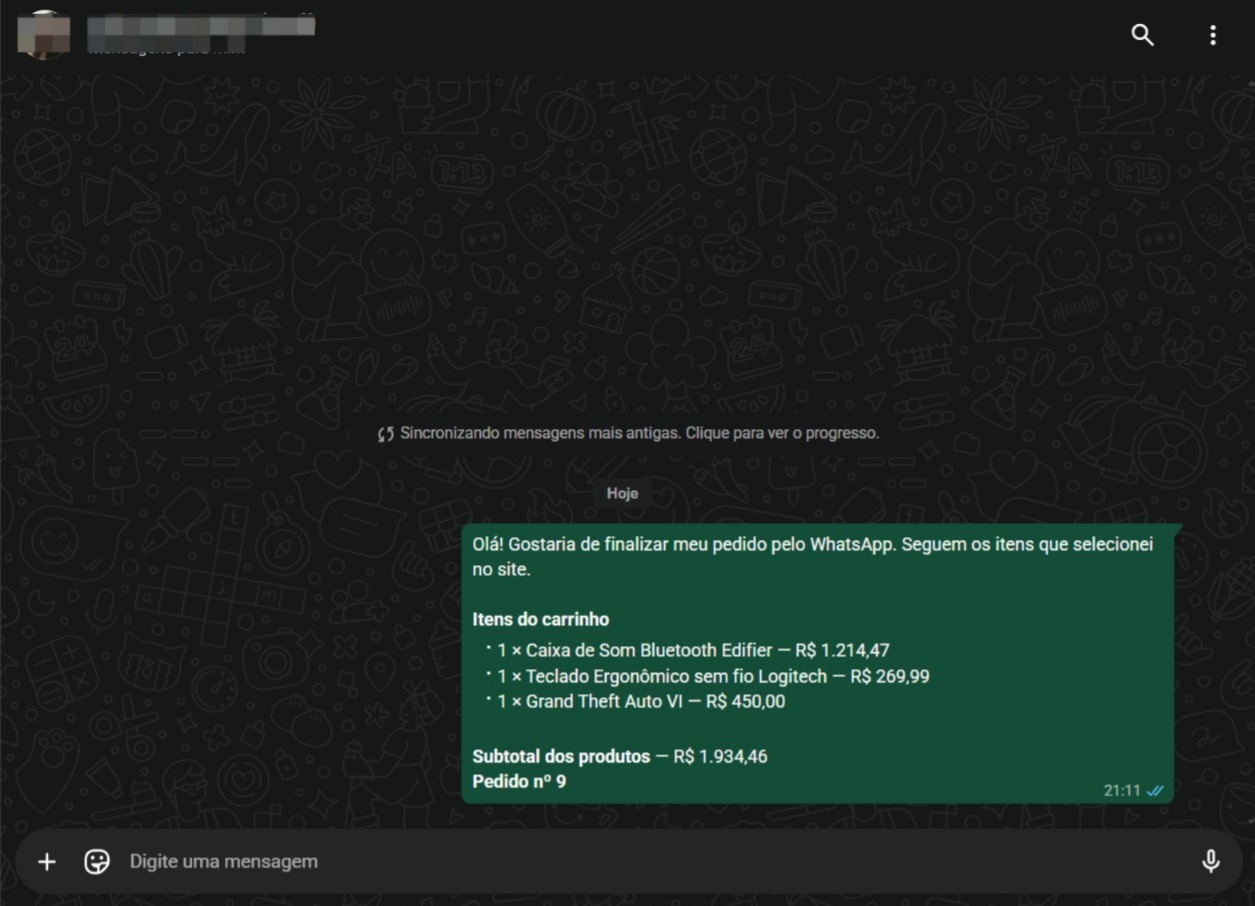 Sincronizando mensagens mais antigas. Clique para ver o progresso.
Hoje
Olá! Gostaria de finalizar meu pedido pelo WhatsApp. Seguem os itens que selecionei
no site.
Itens do carrinho
· 1 × Caixa de Som Bluetooth Edifier — R$ 1.214,47
· 1 × Teclado Ergonômico sem fio Logitech — R$ 269,99
· 1 × Grand Theft Auto VI — R$ 450,00
Subtotal dos produtos — R$ 1.934,46
Pedido nº 9
21:11
Digite uma mensagem